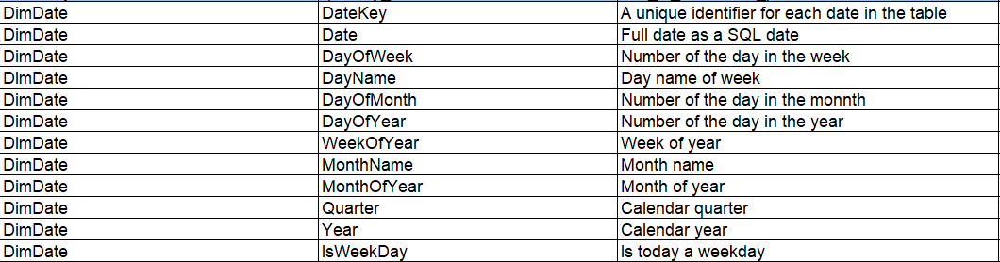 DimDate DateKey A unique identifier for each date in the table
DimDate Date Full date as a SQL date
DimDate DayOfWeek Number of the day in the week
DimDate DayName Day name of week
DimDate DayOfMonth Number of the day in the monnth
DimDate DayOfYear Number of the day in the year
DimDate WeekOfYear Week of year
DimDate MonthName Month name
DimDate MonthOfYear Month of year
DimDate Quarter Calendar quarter
DimDate Year Calendar year
DimDate IsWeekDay Is today a weekday